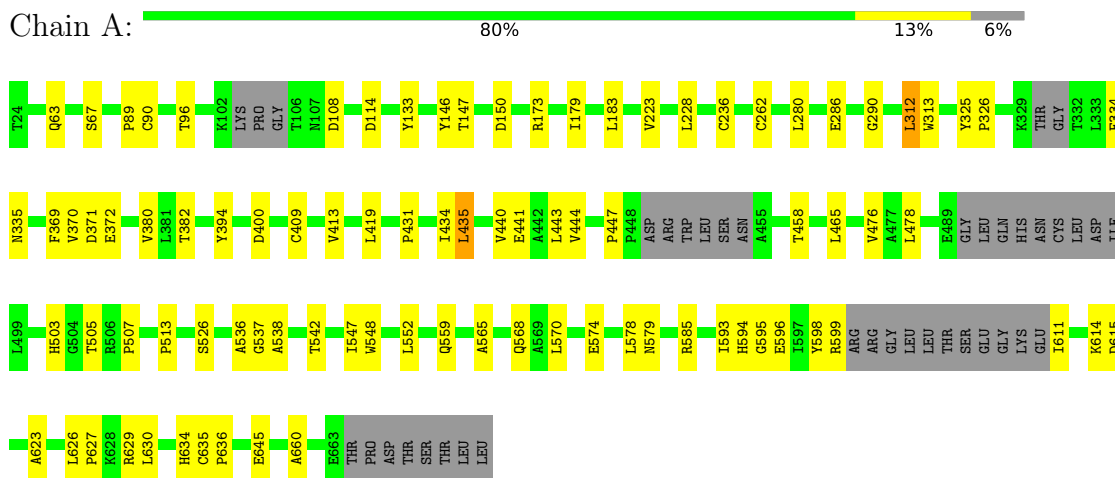 Chain A: 80% 13% 6%
T24 Q63 S67 P89 C90 T96 K102 LYS PRO GLY T106 N107 D108 D114 Y133 Y146 T147 D150 R173 I179 L183 V223 L228 C236 C262 L280 E286 G290 L312 W313 Y325 P326 K329 THR GLY T332 L333 E334
N335 F369 V370 D371 E372 V380 L381 T382 Y394 D400 C409 V413 L419 P431 I434 L435 V440 E441 A442 L443 V444 P447 P448 ASP ARG TRP LEU SER ASN A455 T458 L465 V476 A477 L478 E489 GLY LEU GLN HIS ASN CYS LEU ASP ILE
L499 H503 G504 T505 R506 P507 P513 S526 A536 G537 A538 T542 I547 W548 L552 Q559 A565 Q568 A569 L570 E574 L578 N579 R585 I593 H594 G595 E596 I597 Y598 R599 ARG ARG GLY LEU LEU THR SER GLU GLY LYS GLU I611 K614
A623 L626 P627 K628 R629 L630 H634 C635 P636 E645 A660 E663 THR PRO ASP THR SER THR LEU LEU